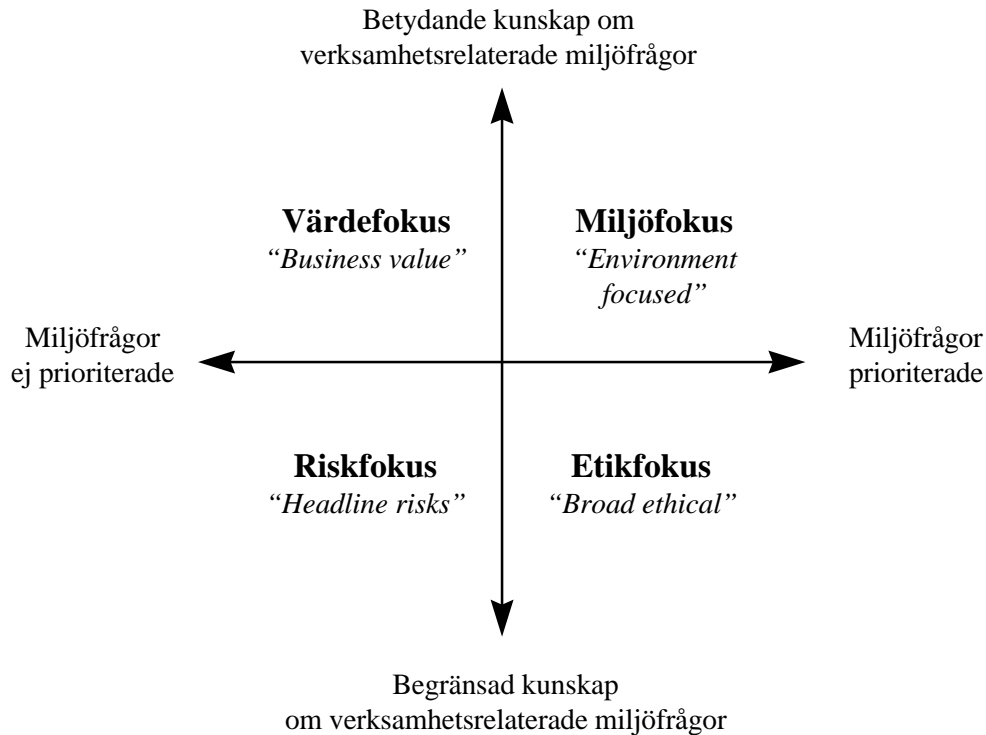 Betydande kunskap om
verksamhetsrelaterade miljöfrågor
Värdefokus
“Business value”
Miljöfokus
“Environment
focused”
Miljöfrågor
ej prioriterade
Miljöfrågor
prioriterade
Riskfokus
“Headline risks”
Etikfokus
“Broad ethical”
Begränsad kunskap
om verksamhetsrelaterade miljöfrågor